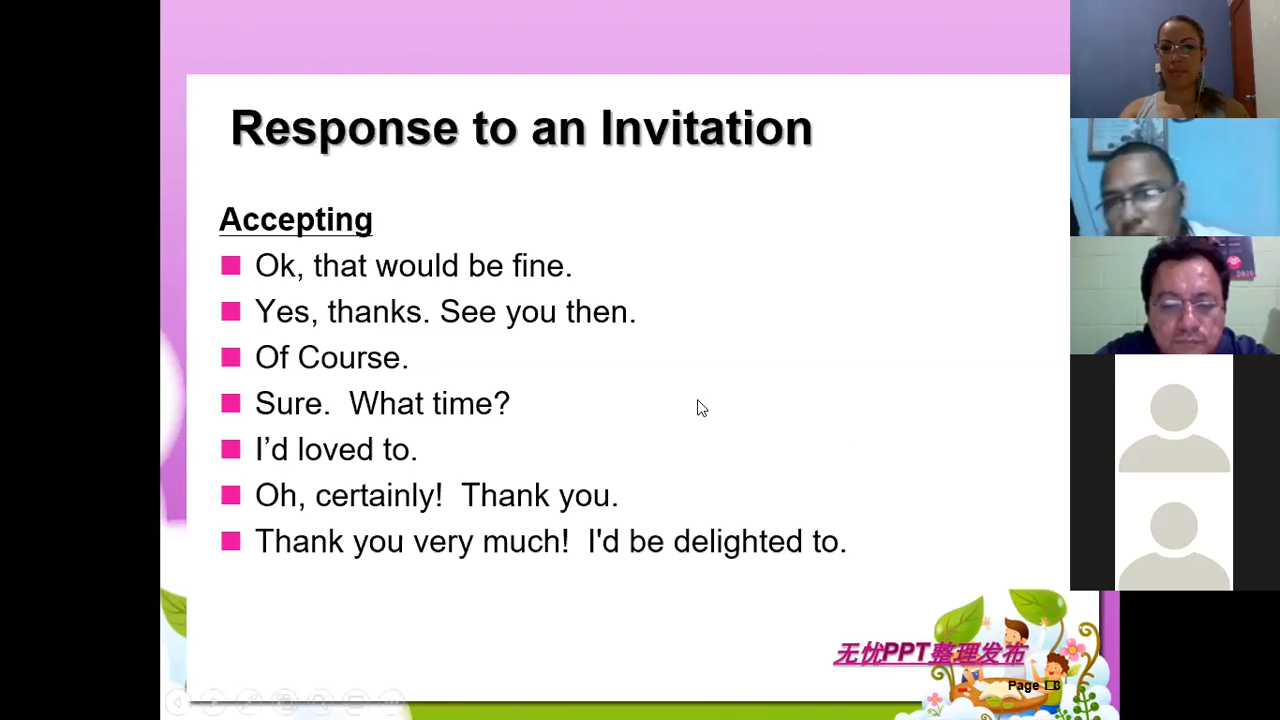 Response to an Invitation
Accepting
Ok, that would be fine.
Yes, thanks. See you then.
Of Course.
Sure. What time?
I’d loved to.
Oh, certainly! Thank you.
Thank you very much! I'd be delighted to.
无忧PPT整理发布
Page
2019